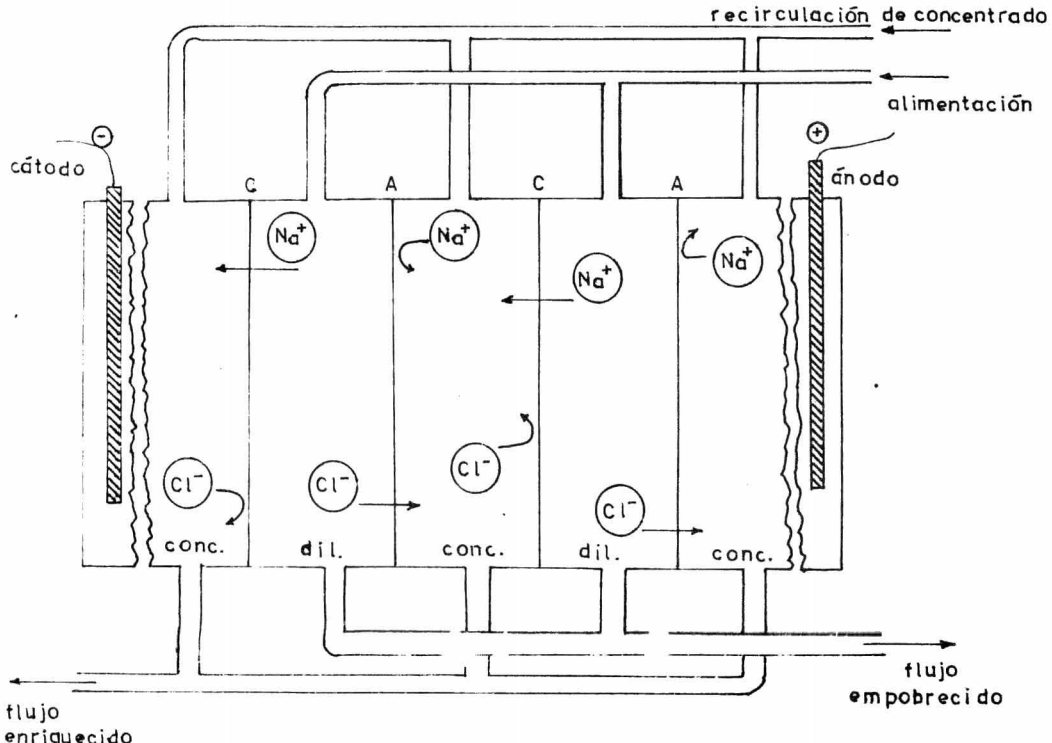 recirculación de concentrado
alimentación
-
+
cátodo
ánodo
C
A
C
A
Na+
Na+
Na+
Na+
Cl-
Cl-
Cl-
Cl-
conc.
dil.
conc.
dil.
conc.
flujo
empobrecido
flujo
enriquecido